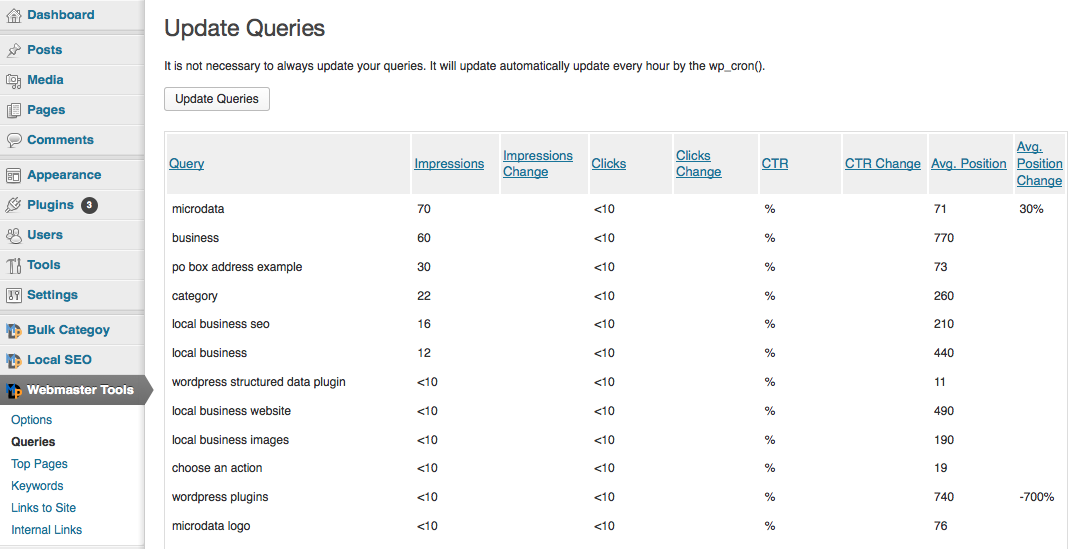 Dashboard
Posts
Media
Pages
Comments
Appearance
Plugins 3
Users
Tools
Settings
Bulk Categoy
Local SEO
Webmaster Tools
Options
Queries
Top Pages
Keywords
Links to Site
Internal Links
Update Queries
It is not necessary to always update your queries. It will update automatically update every hour by the wp_cron().
Update Queries
Query Impressions Impressions Change Clicks Clicks Change CTR CTR Change Avg. Position Avg. Position Change
microdata 70 <10 % 71 30%
business 60 <10 % 770
po box address example 30 <10 % 73
category 22 <10 % 260
local business seo 16 <10 % 210
local business 12 <10 % 440
wordpress structured data plugin <10 <10 % 11
local business website <10 <10 % 490
local business images <10 <10 % 190
choose an action <10 <10 % 19
wordpress plugins <10 <10 % 740 -700%
microdata logo <10 <10 % 76